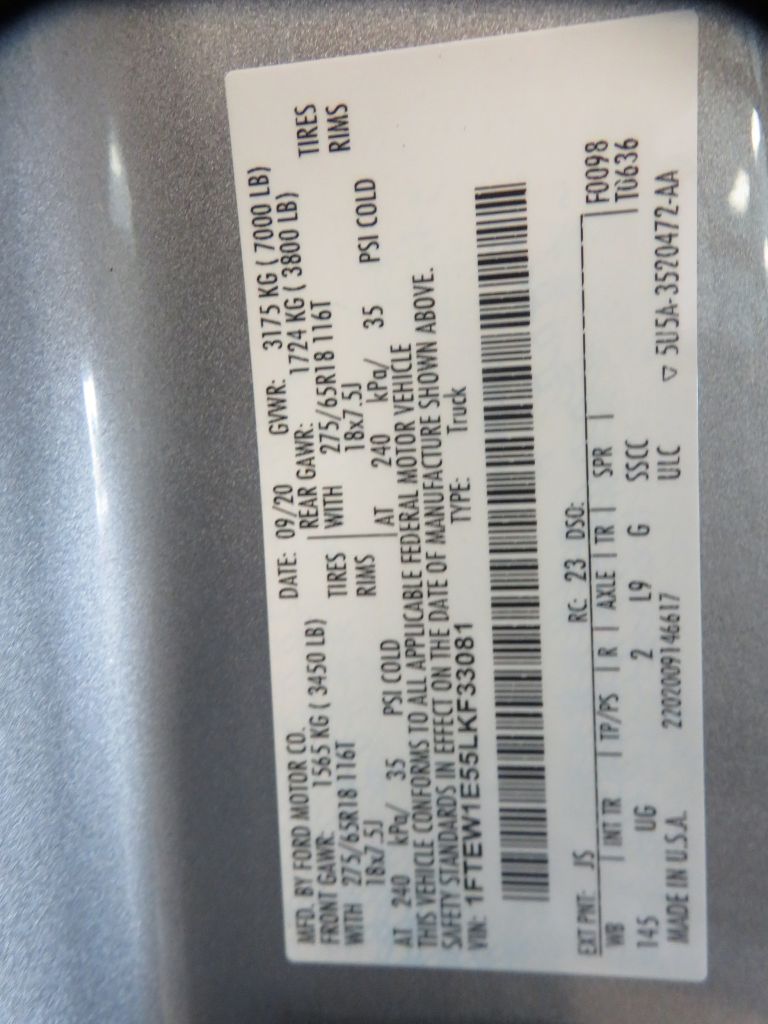 MFD. BY FORD MOTOR CO. DATE: 09/20 GVWR: 3175 KG ( 7000 LB)
FRONT GAWR: 1565 KG ( 3450 LB) REAR GAWR: 1724 KG ( 3800 LB)
WITH 275/65R18 116T TIRES WITH 275/65R18 116T TIRES
18x7.5J RIMS 18x7.5J RIMS
AT 240 kPa/ 35 PSI COLD AT 240 kPa/ 35 PSI COLD
THIS VEHICLE CONFORMS TO ALL APPLICABLE FEDERAL MOTOR VEHICLE
SAFETY STANDARDS IN EFFECT ON THE DATE OF MANUFACTURE SHOWN ABOVE.
VIN: 1FTEW1E55LKF33081 TYPE: Truck
EXT PNT: JS RC: 23 DSO:
WB INT TR TP/PS R AXLE TR SPR F0098
145 UG 2 L9 G SSCC T0636
MADE IN U.S.A. 2202009146617 ULC ▽ 5U5A-3520472-AA